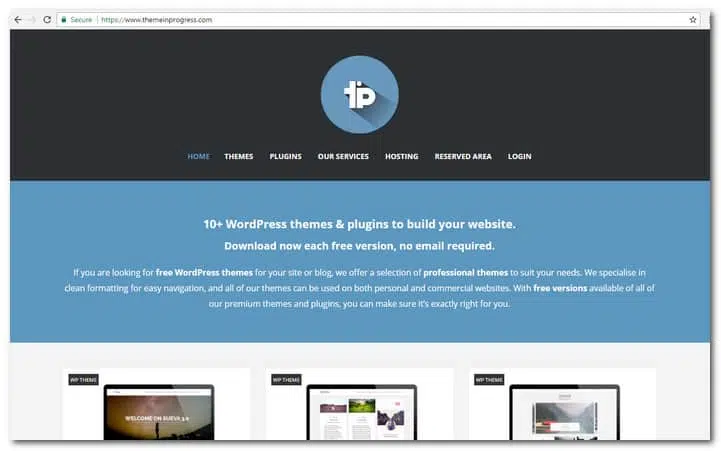 Secure https://www.themeinprogress.com
tip
HOME THEMES PLUGINS OUR SERVICES HOSTING RESERVED AREA LOGIN
10+ WordPress themes & plugins to build your website.
Download now each free version, no email required.
If you are looking for free WordPress themes for your site or blog, we offer a selection of professional themes to suit your needs. We specialise in
clean formatting for easy navigation, and all of our themes can be used on both personal and commercial websites. With free versions available of all of
our premium themes and plugins, you can make sure it's exactly right for you.
WP THEME WP THEME WP THEME
WELCOME ON SUEVA 3.0